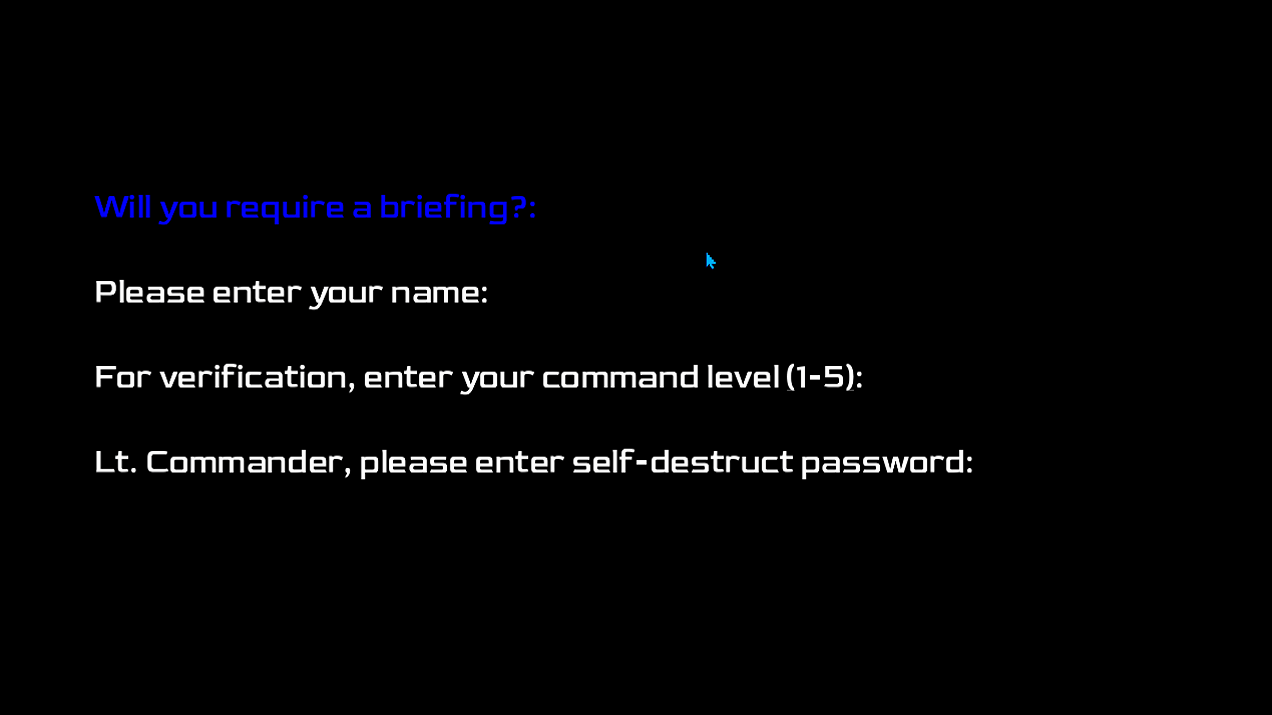 Will you require a briefing?:
Please enter your name:
For verification, enter your command level (1-5):
Lt. Commander, please enter self-destruct password: